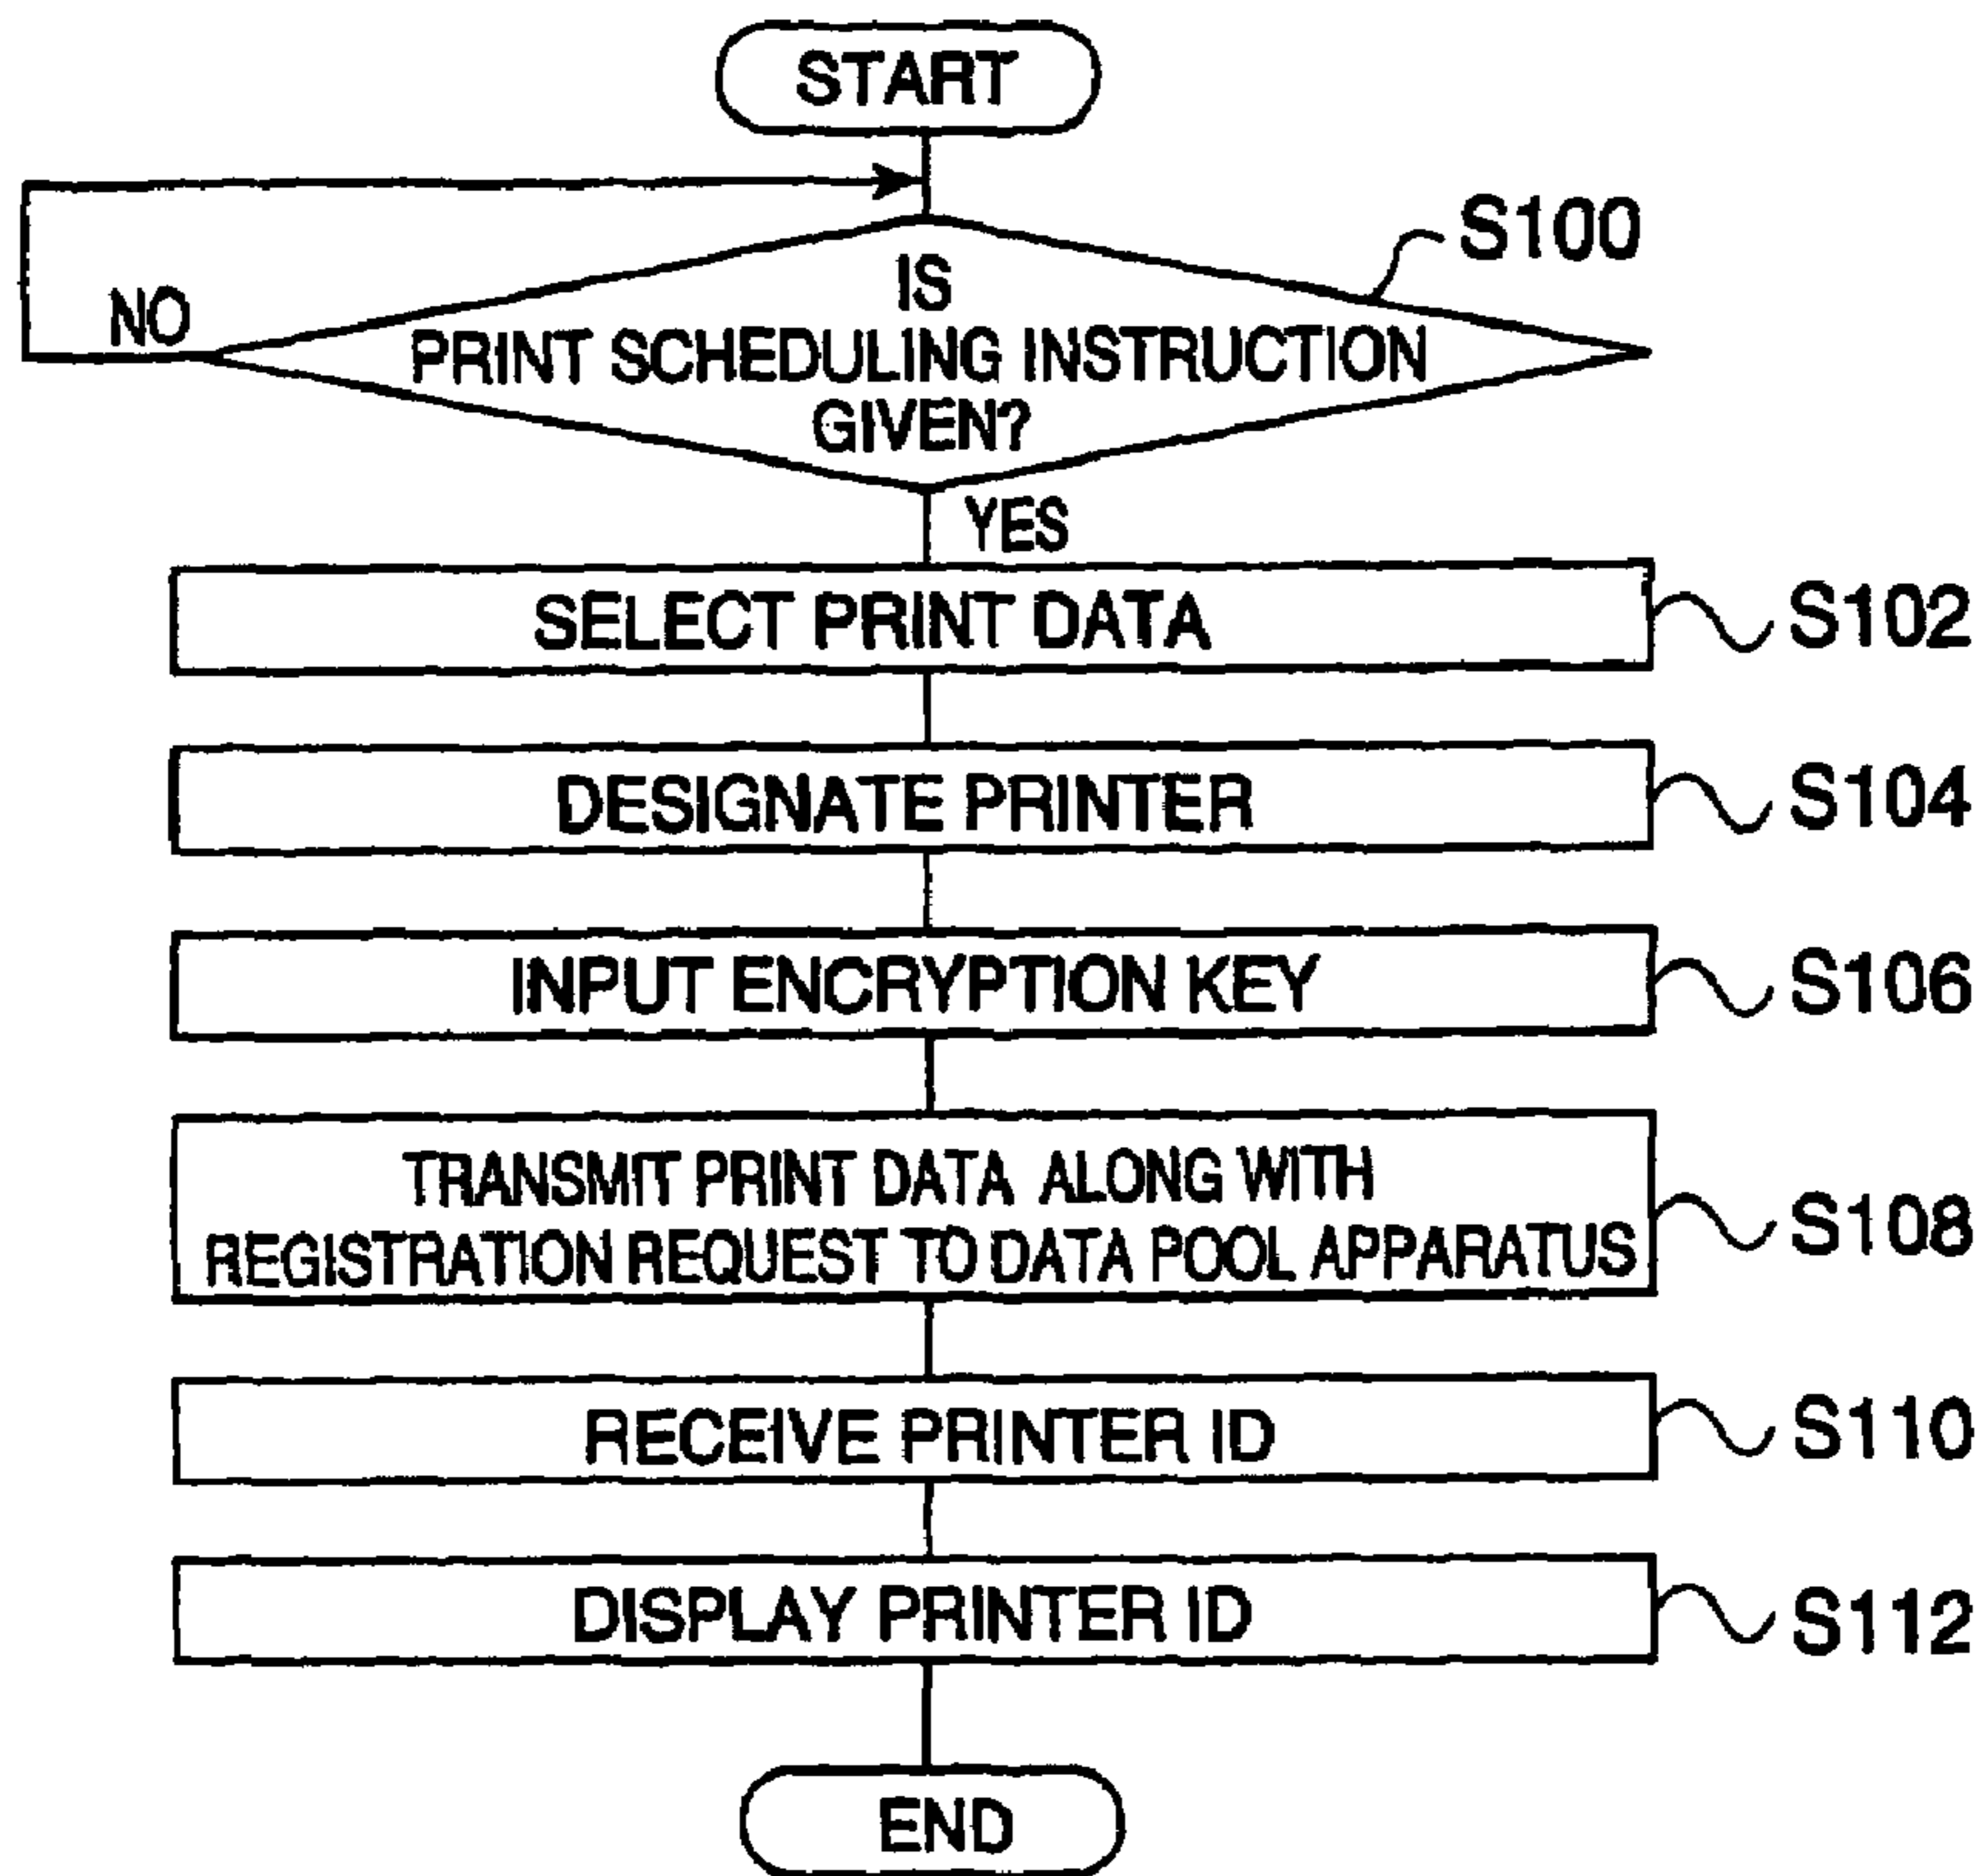 START
S100
NO
IS
PRINT SCHEDULING INSTRUCTION
GIVEN?
YES
SELECT PRINT DATA
S102
DESIGNATE PRINTER
S104
INPUT ENCRYPTION KEY
S106
TRANSMIT PRINT DATA ALONG WITH
REGISTRATION REQUEST TO DATA POOL APPARATUS
S108
RECEIVE PRINTER ID
S110
DISPLAY PRINTER ID
S112
END